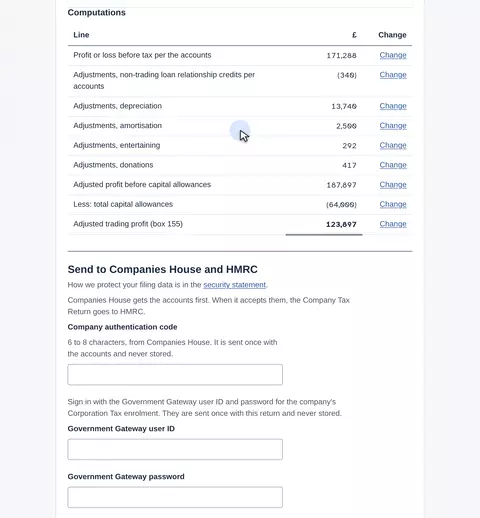 Computations
Line £ Change
Profit or loss before tax per the accounts 171,288 Change
Adjustments, non-trading loan relationship credits per (340) Change
accounts
Adjustments, depreciation 13,740 Change
Adjustments, amortisation 2,500 Change
Adjustments, entertaining 292 Change
Adjustments, donations 417 Change
Adjusted profit before capital allowances 187,897 Change
Less: total capital allowances (64,000) Change
Adjusted trading profit (box 155) 123,897 Change
Send to Companies House and HMRC
How we protect your filing data is in the security statement.
Companies House gets the accounts first. When it accepts them, the Company Tax
Return goes to HMRC.
Company authentication code
6 to 8 characters, from Companies House. It is sent once with
the accounts and never stored.
Sign in with the Government Gateway user ID and password for the company's
Corporation Tax enrolment. They are sent once with this return and never stored.
Government Gateway user ID
Government Gateway password